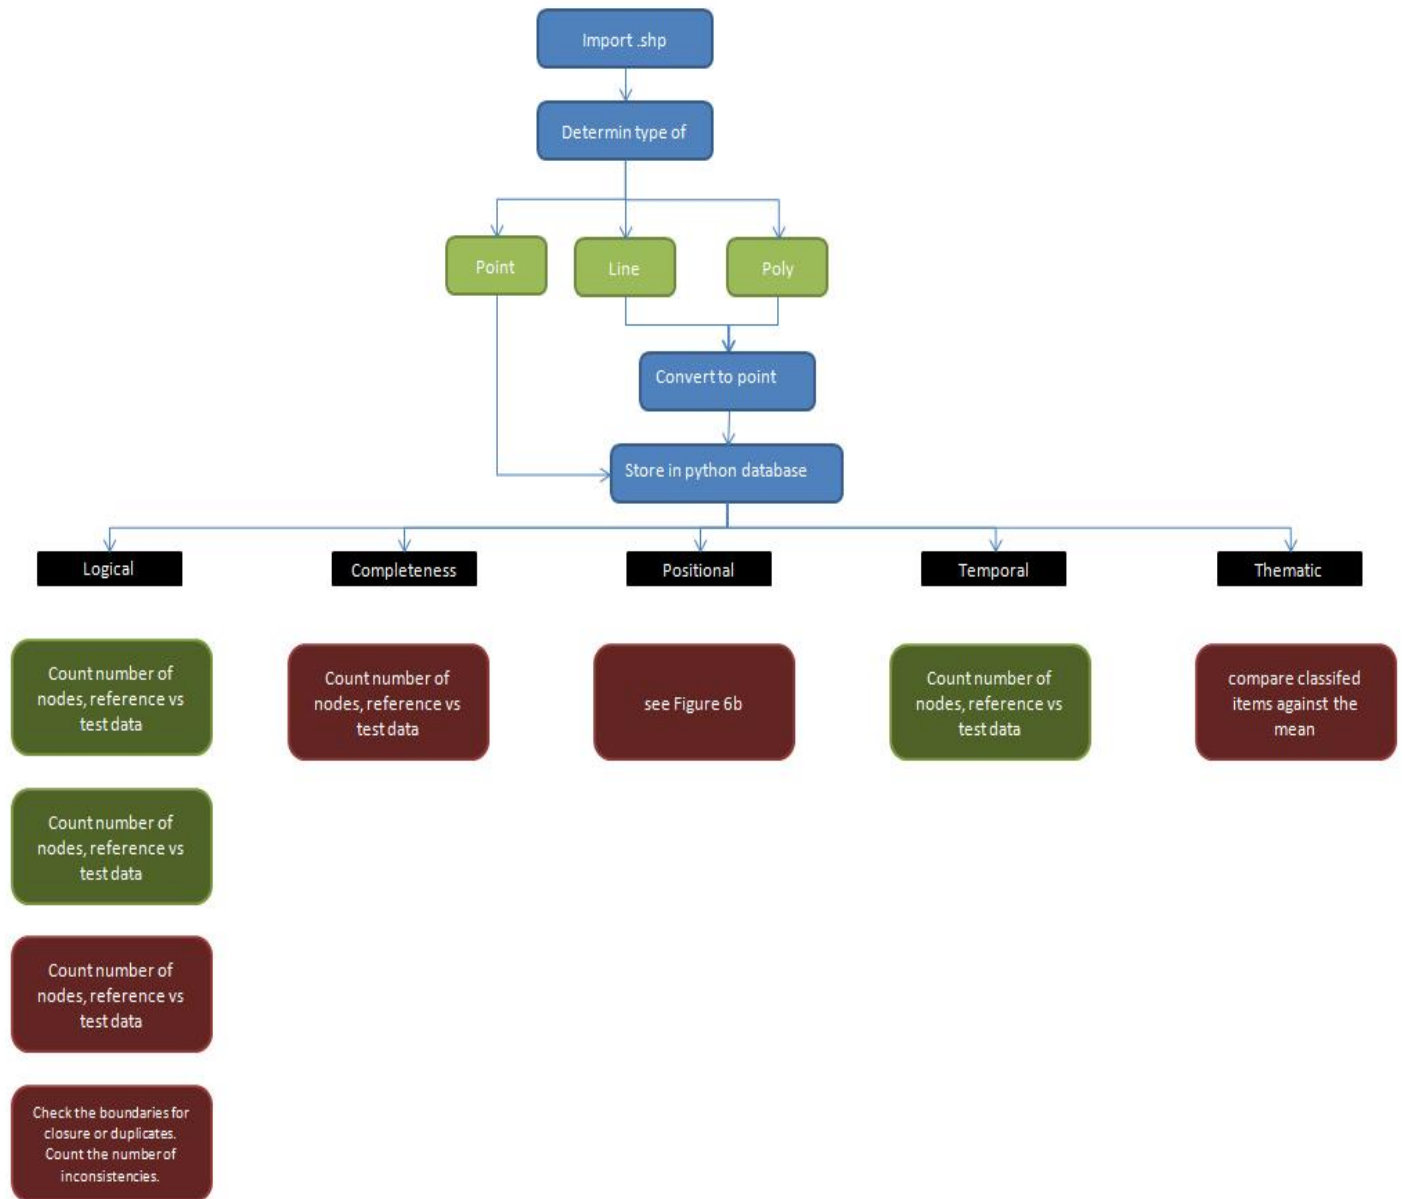 Import .shp
Determin type of
Point
Line
Poly
Convert to point
Store in python database
Logical
Completeness
Positional
Temporal
Thematic
Count number of
nodes, reference vs
test data
Count number of
nodes, reference vs
test data
see Figure 6b
Count number of
nodes, reference vs
test data
compare classifed
items against the
mean
Count number of
nodes, reference vs
test data
Count number of
nodes, reference vs
test data
Check the boundaries for
closure or duplicates.
Count the number of
inconsistencies.